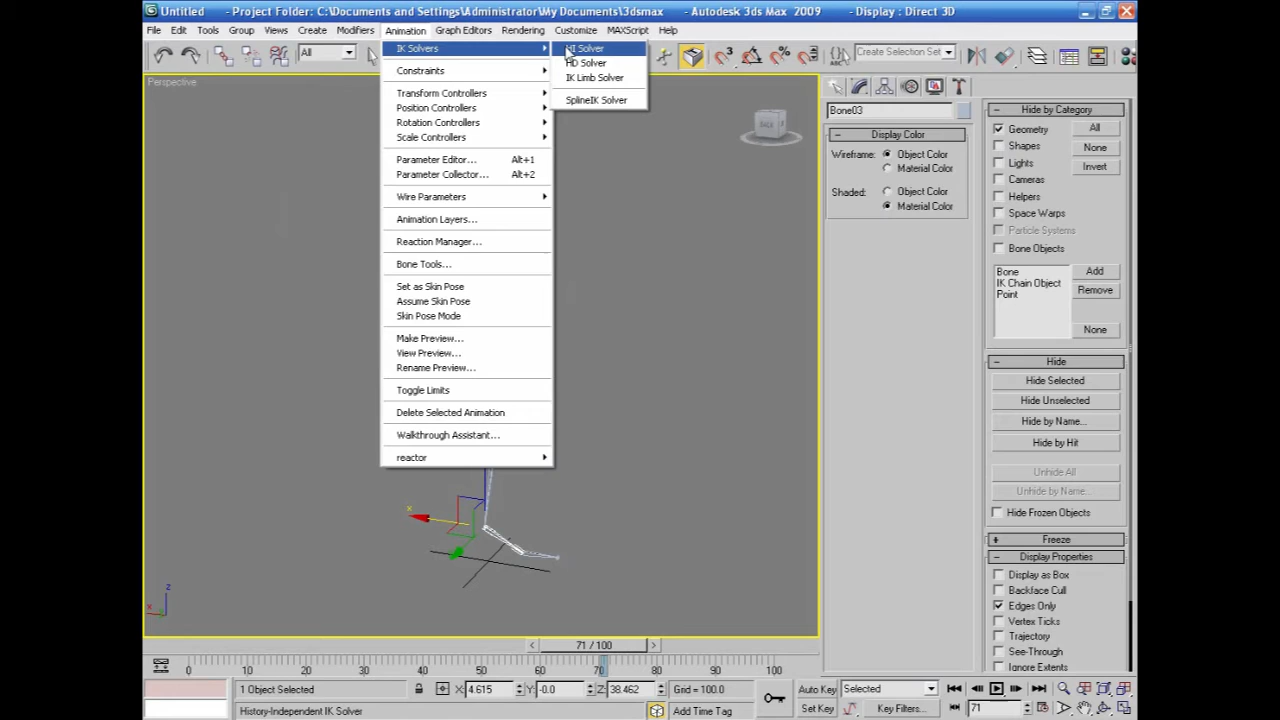 Untitled - Project Folder: C:\Documents and Settings\Administrator\My Documents\3dsmax - Autodesk 3ds Max 2009 - Display : Direct 3D
File Edit Tools Group Views Create Modifiers Animation Graph Editors Rendering Customize MAXScript Help
All
Create Selection Set
IK Solvers
Constraints
Transform Controllers
Position Controllers
Rotation Controllers
Scale Controllers
Parameter Editor... Alt+1
Parameter Collector... Alt+2
Wire Parameters
Animation Layers...
Reaction Manager...
Bone Tools...
Set as Skin Pose
Assume Skin Pose
Skin Pose Mode
Make Preview...
View Preview...
Rename Preview...
Toggle Limits
Delete Selected Animation
Walkthrough Assistant...
reactor
HI Solver
HD Solver
IK Limb Solver
SplineIK Solver
Perspective
BACK
x
z
x
Bone03
Display Color
Wireframe: Object Color
Material Color
Shaded: Object Color
Material Color
Hide by Category
Geometry All
Shapes None
Lights Invert
Cameras
Helpers
Space Warps
Particle Systems
Bone Objects
Bone Add
IK Chain Object Remove
Point
None
Hide
Hide Selected
Hide Unselected
Hide by Name...
Hide by Hit
Unhide All
Unhide by Name...
Hide Frozen Objects
Freeze
Display Properties
Display as Box
Backface Cull
Edges Only
Vertex Ticks
Trajectory
See-Through
Ignore Extents
71 / 100
0 10 20 30 40 50 60 70 80 90 100
1 Object Selected X: 4.615 Y: -0.0 Z: 38.462 Grid = 100.0 Auto Key Selected
History-Independent IK Solver Add Time Tag Set Key Key Filters... 71